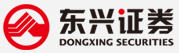 东兴证券
DONGXING SECURITIES